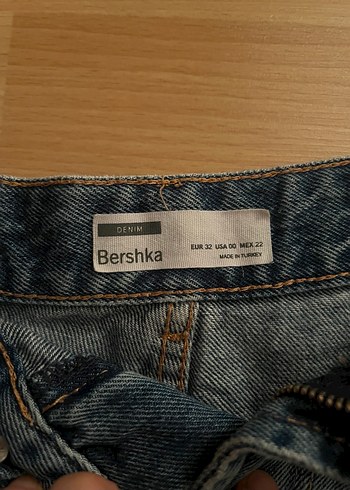 DENIM
Bershka
EUR 32 USA 00 MEX 22
MADE IN TURKEY